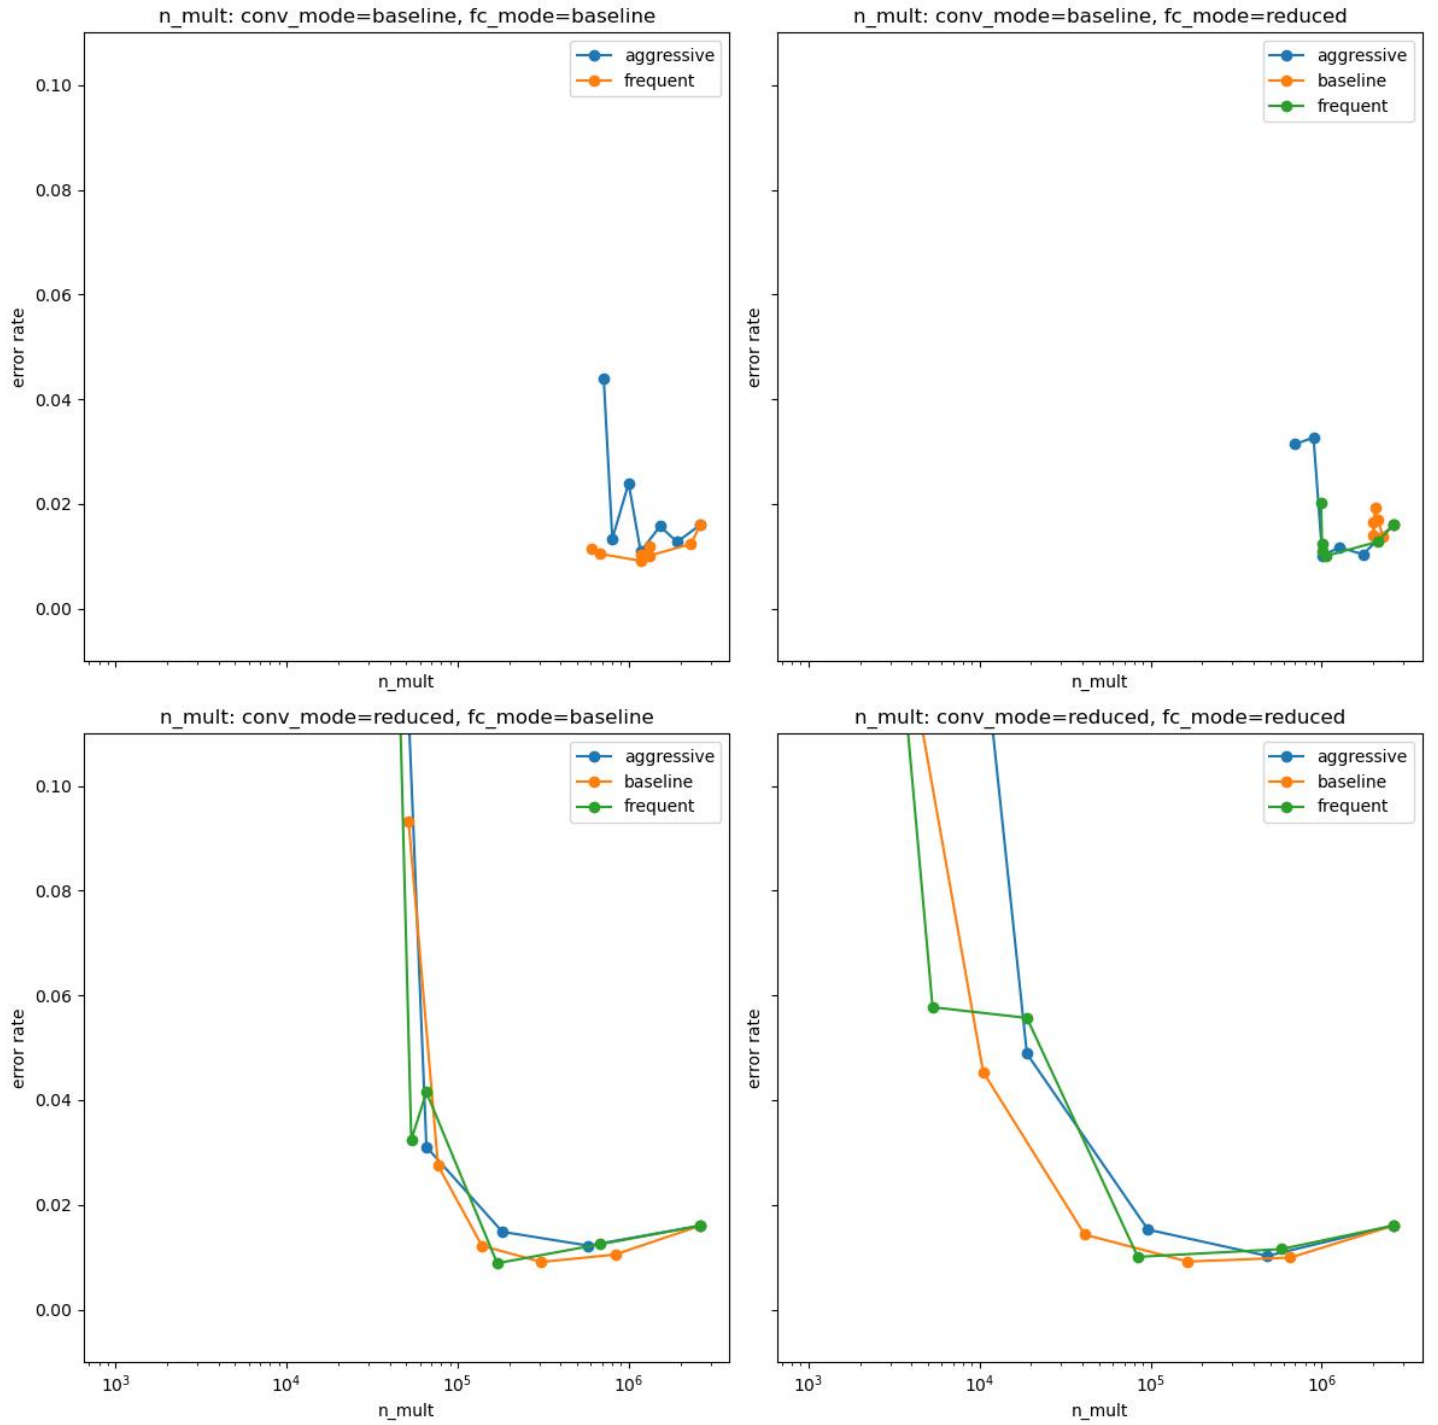 n_mult: conv_mode=baseline, fc_mode=baseline
aggressive
frequent
0.10
0.08
0.06
0.04
0.02
0.00
error rate
n_mult
n_mult: conv_mode=baseline, fc_mode=reduced
aggressive
baseline
frequent
error rate
n_mult
n_mult: conv_mode=reduced, fc_mode=baseline
aggressive
baseline
frequent
0.10
0.08
0.06
0.04
0.02
0.00
error rate
10³ 10⁴ 10⁵ 10⁶
n_mult
n_mult: conv_mode=reduced, fc_mode=reduced
aggressive
baseline
frequent
error rate
10³ 10⁴ 10⁵ 10⁶
n_mult